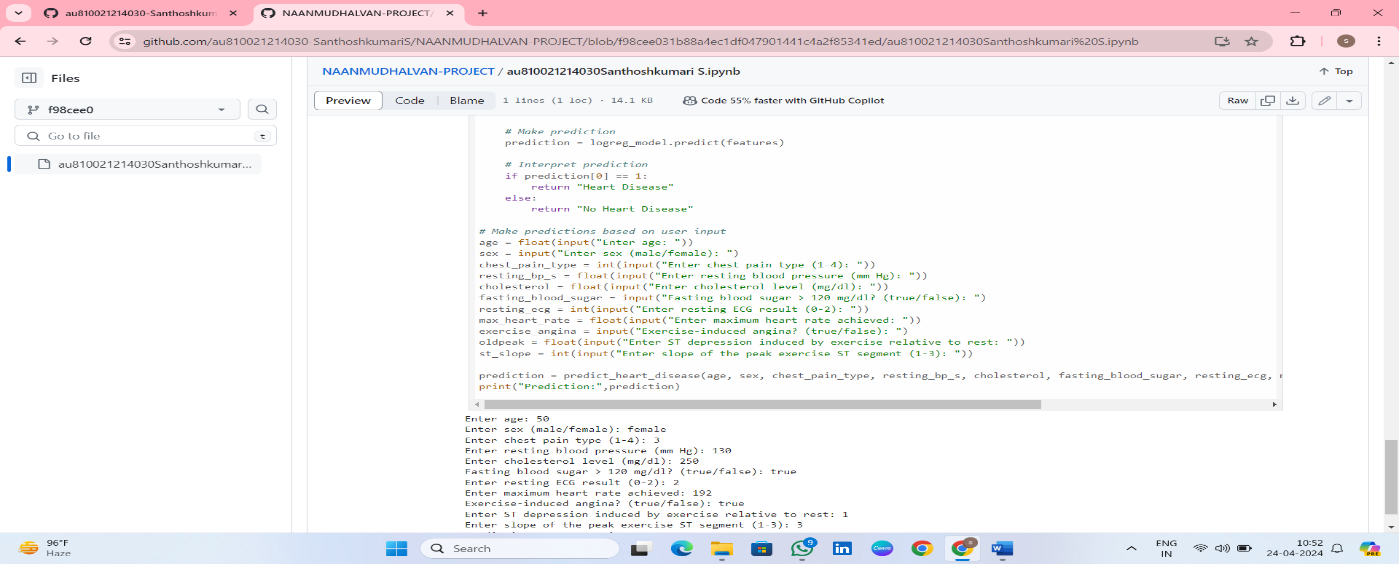 au810021214030-Santhoshkum
NAANMUDHALVAN-PROJECT/
github.com/au810021214030-SanthoshkumariS/NAANMUDHALVAN-PROJECT/blob/f98cee031b88a4ec1df047901441c4a2f85341ed/au810021214030Santhoshkumari%20S.ipynb
S
Files
NAANMUDHALVAN-PROJECT / au810021214030Santhoshkumari S.ipynb
Top
f98cee0
Preview Code Blame 1 lines (1 loc) · 14.1 KB Code 55% faster with GitHub Copilot Raw
Go to file t
au810021214030Santhoshkumar...
# Make prediction
prediction = logreg_model.predict(features)
# Interpret prediction
if prediction[0] == 1:
return "Heart Disease"
else:
return "No Heart Disease"
# Make predictions based on user input
age = float(input("Enter age: "))
sex = input("Enter sex (male/female): ")
chest_pain_type = int(input("Enter chest pain type (1-4): "))
resting_bp_s = float(input("Enter resting blood pressure (mm Hg): "))
cholesterol = float(input("Enter cholesterol level (mg/dl): "))
fasting_blood_sugar = input("Fasting blood sugar > 120 mg/dl? (true/false): ")
resting_ecg = int(input("Enter resting ECG result (0-2): "))
max_heart_rate = float(input("Enter maximum heart rate achieved: "))
exercise_angina = input("Exercise-induced angina? (true/false): ")
oldpeak = float(input("Enter ST depression induced by exercise relative to rest: "))
st_slope = int(input("Enter slope of the peak exercise ST segment (1-3): "))
prediction = predict_heart_disease(age, sex, chest_pain_type, resting_bp_s, cholesterol, fasting_blood_sugar, resting_ecg,
print("Prediction:",prediction)
Enter age: 50
Enter sex (male/female): female
Enter chest pain type (1-4): 3
Enter resting blood pressure (mm Hg): 130
Enter cholesterol level (mg/dl): 250
Fasting blood sugar > 120 mg/dl? (true/false): true
Enter resting ECG result (0-2): 2
Enter maximum heart rate achieved: 192
Exercise-induced angina? (true/false): true
Enter ST depression induced by exercise relative to rest: 1
Enter slope of the peak exercise ST segment (1-3): 3
96°F
Haze
Search
9
Canva
ENG
IN
10:52
24-04-2024
PRE